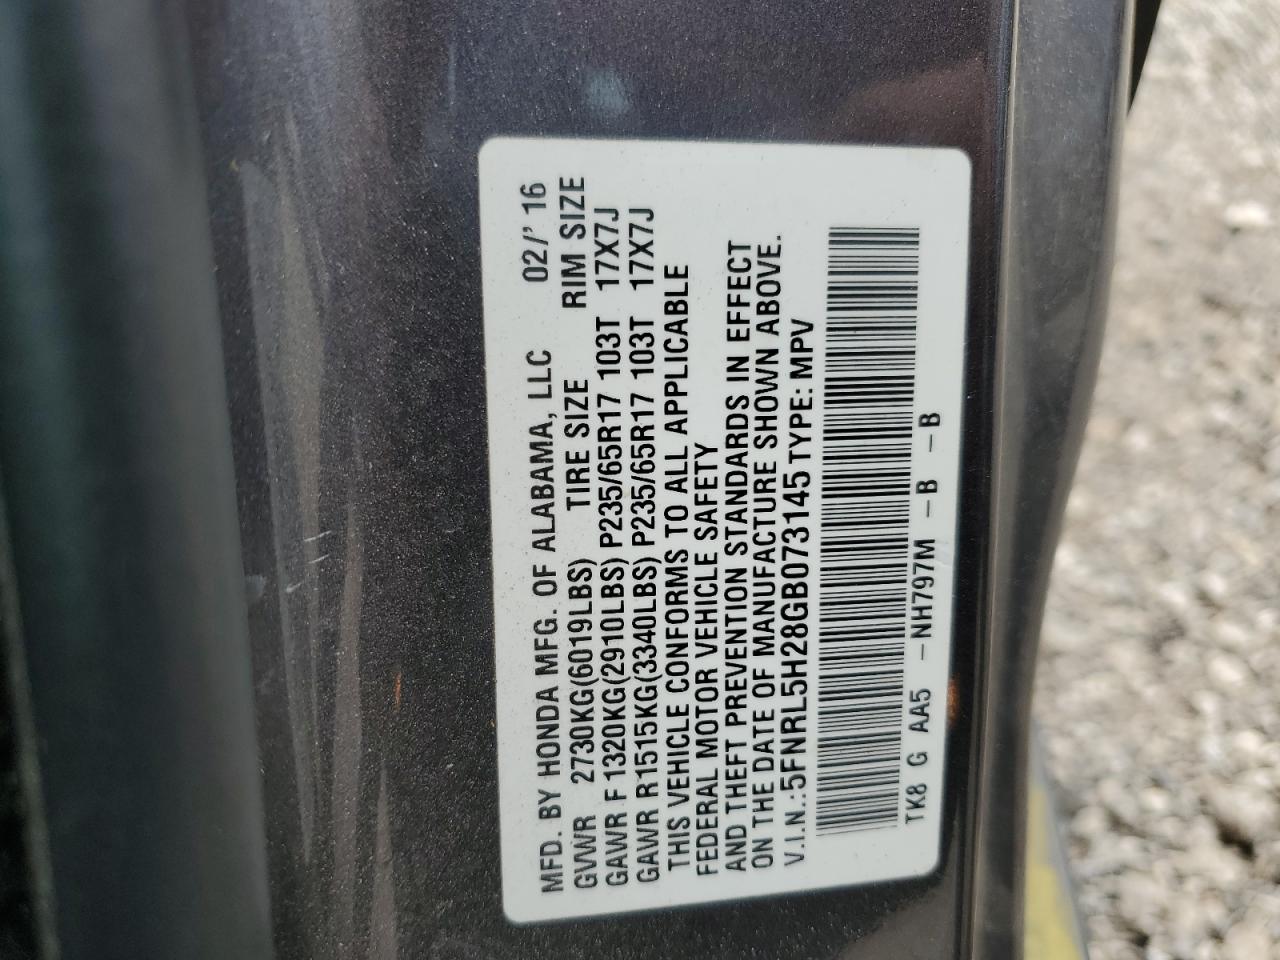 MFD. BY HONDA MFG. OF ALABAMA, LLC 02/'16
GVWR 2730KG(6019LBS) TIRE SIZE RIM SIZE
GAWR F 1320KG(2910LBS) P235/65R17 103T 17X7J
GAWR R 1515KG(3340LBS) P235/65R17 103T 17X7J
THIS VEHICLE CONFORMS TO ALL APPLICABLE
FEDERAL MOTOR VEHICLE SAFETY
AND THEFT PREVENTION STANDARDS IN EFFECT
ON THE DATE OF MANUFACTURE SHOWN ABOVE.
V.I.N.:5FNRL5H28GB073145 TYPE: MPV
TK8 G AA5 -NH797M -B -B